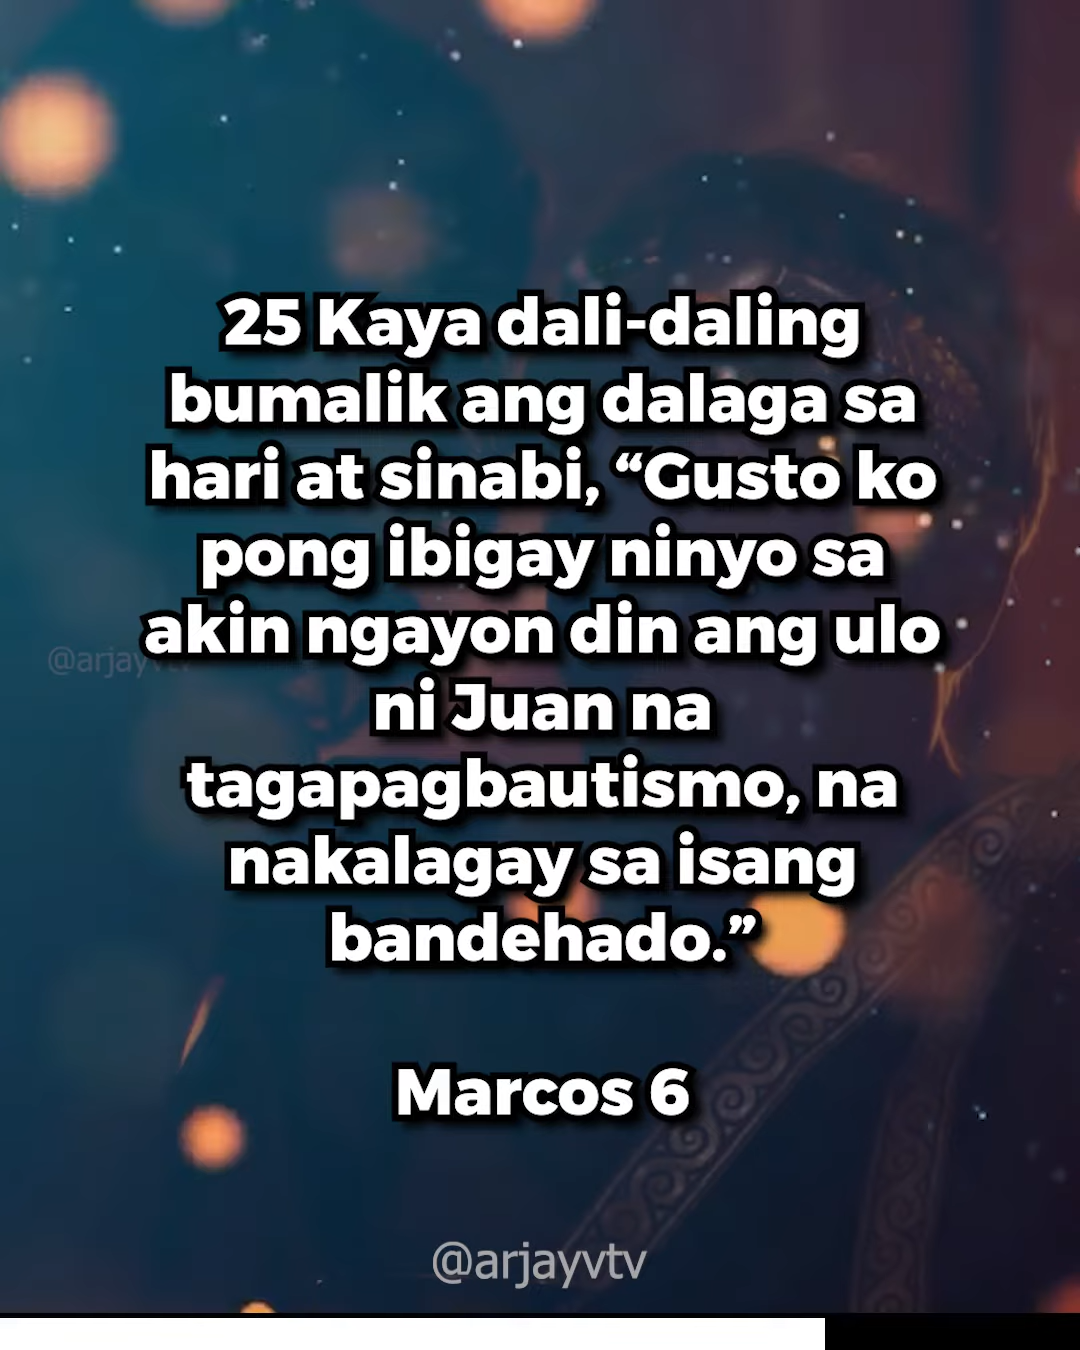 25 Kaya dali-daling
bumalik ang dalaga sa
hari at sinabi, “Gusto ko
pong ibigay ninyo sa
akin ngayon din ang ulo
@arjayvtv
ni Juan na
tagapagbautismo, na
nakalagay sa isang
bandehado.”
Marcos 6
@arjayvtv